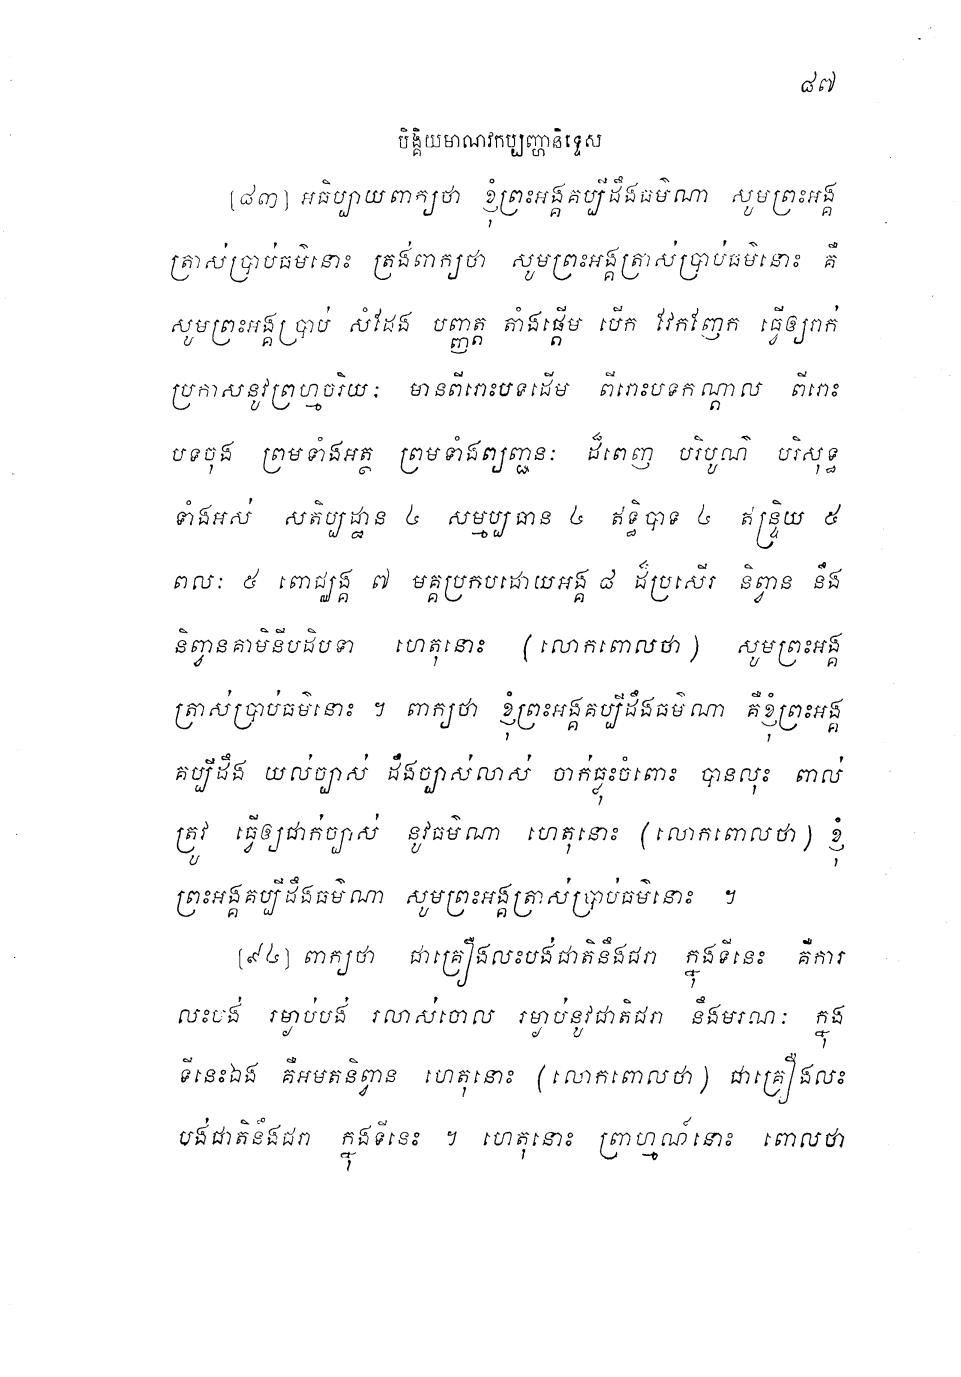 ៨៧
បិង្គិយមាណវកប្បញ្ហានិទ្ទេស
[៨៣] អធិប្បាយពាក្យថា ខ្ញុំព្រះអង្គគប្បីដឹងធម៌ណា សូមព្រះអង្គ
ត្រាស់ប្រាប់ធម៌នោះ ត្រង់ពាក្យថា សូមព្រះអង្គត្រាស់ប្រាប់ធម៌នោះ គឺ
សូមព្រះអង្គប្រាប់ សំដែង បញ្ញត្ត តាំងផ្តើម បើក វែកញែក ធ្វើឲ្យរាក់
ប្រកាសនូវព្រហ្មចរិយៈ មានពីរោះបទដើម ពីរោះបទកណ្តាល ពីរោះ
បទចុង ព្រមទាំងអត្ថ ព្រមទាំងព្យញ្ជនៈ ដ៏ពេញ បរិបូណ៌ បរិសុទ្ធ
ទាំងអស់ សតិប្បដ្ឋាន ៤ សម្មប្បធាន ៤ ឥទ្ធិបាទ ៤ ឥន្ទ្រិយ ៥
ពលៈ ៥ ពោជ្ឈង្គ ៧ មគ្គប្រកបដោយអង្គ ៨ ដ៏ប្រសើរ និព្វាន នឹង
និព្វានគាមិនីបដិបទា ហេតុនោះ (លោកពោលថា) សូមព្រះអង្គ
ត្រាស់ប្រាប់ធម៌នោះ ។ ពាក្យថា ខ្ញុំព្រះអង្គគប្បីដឹងធម៌ណា គឺខ្ញុំព្រះអង្គ
គប្បីដឹង យល់ច្បាស់ ដឹងច្បាស់លាស់ ចាក់ធ្លុះចំពោះ បានលុះ ពាល់
ត្រូវ ធ្វើឲ្យជាក់ច្បាស់ នូវធម៌ណា ហេតុនោះ (លោកពោលថា) ខ្ញុំ
ព្រះអង្គគប្បីដឹងធម៌ណា សូមព្រះអង្គត្រាស់ប្រាប់ធម៌នោះ ។
[៩៤] ពាក្យថា ជាគ្រឿងលះបង់ជាតិនឹងជរា ក្នុងទីនេះ គឺការ
លះបង់ រម្ងាប់បង់ រលាស់ចោល រម្ងាប់នូវជាតិជរា នឹងមរណៈ ក្នុង
ទីនេះឯង គឺអមតនិព្វាន ហេតុនោះ (លោកពោលថា) ជាគ្រឿងលះ
បង់ជាតិនឹងជរា ក្នុងទីនេះ ។ ហេតុនោះ ព្រាហ្មណ៍នោះ ពោលថា